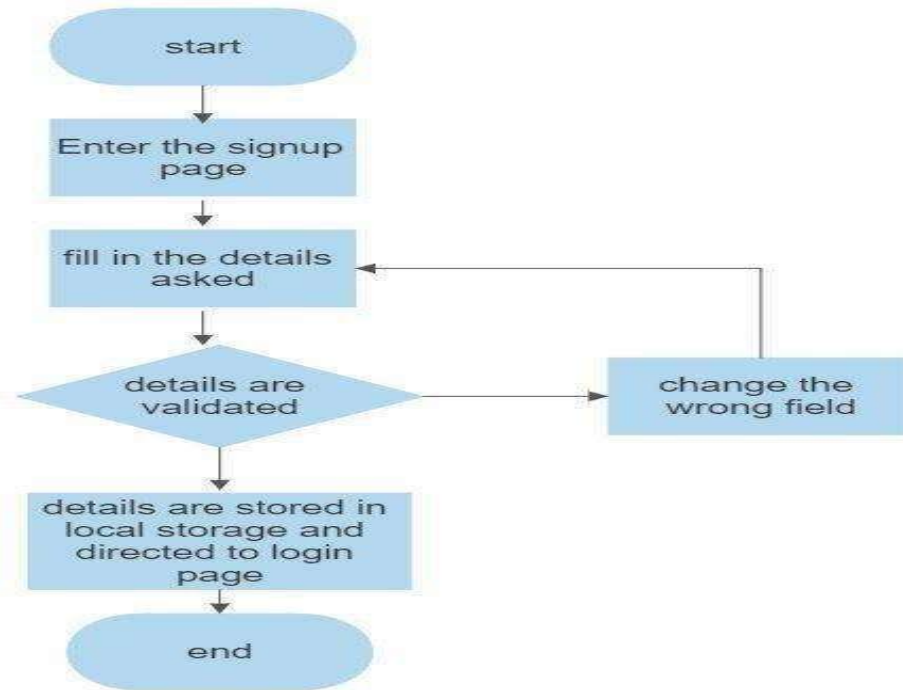 start
Enter the signup
page
fill in the details
asked
details are
validated
change the
wrong field
details are stored in
local storage and
directed to login
page
end